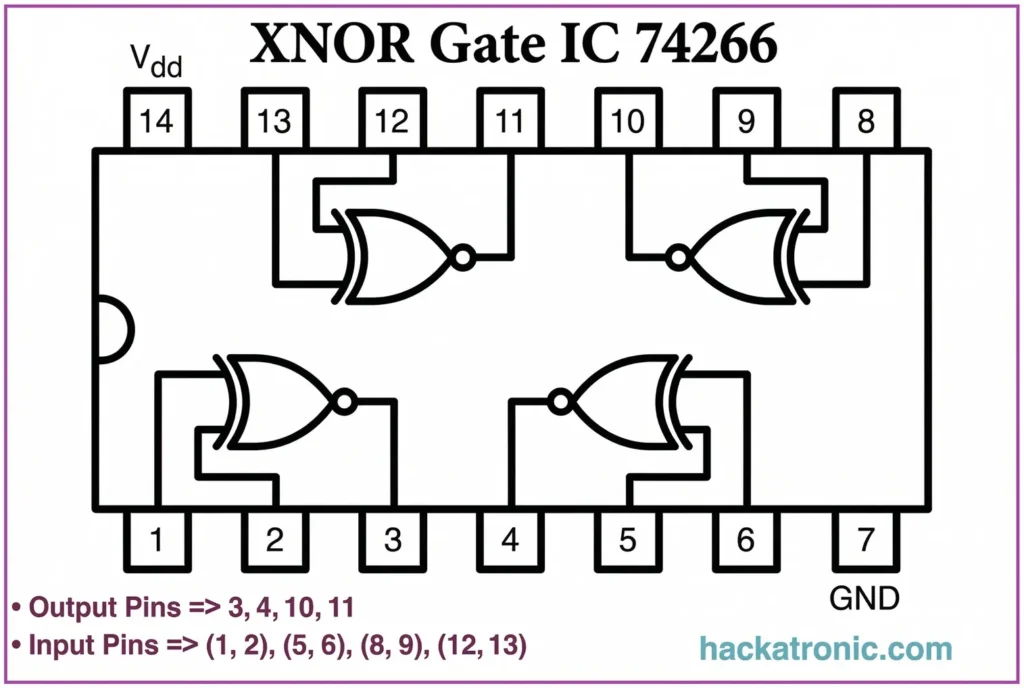 XNOR Gate IC 74266
Vdd
14 13 12 11 10 9 8
1 2 3 4 5 6 7
GND
• Output Pins => 3, 4, 10, 11
• Input Pins => (1, 2), (5, 6), (8, 9), (12, 13)
hackatronic.com